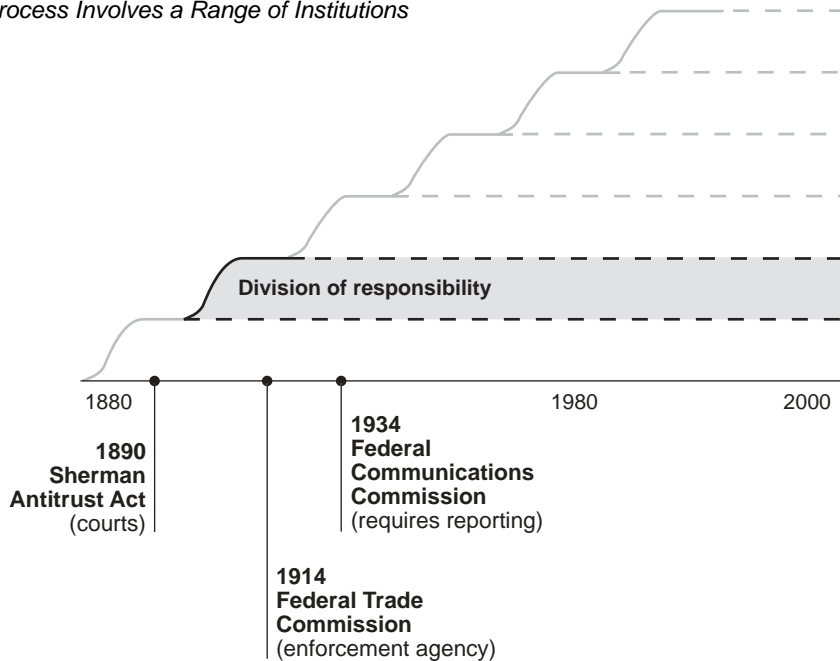 rocess Involves a Range of Institutions
Division of responsibility
1880
1980
2000
1890
Sherman
Antitrust Act
(courts)
1934
Federal
Communications
Commission
(requires reporting)
1914
Federal Trade
Commission
(enforcement agency)